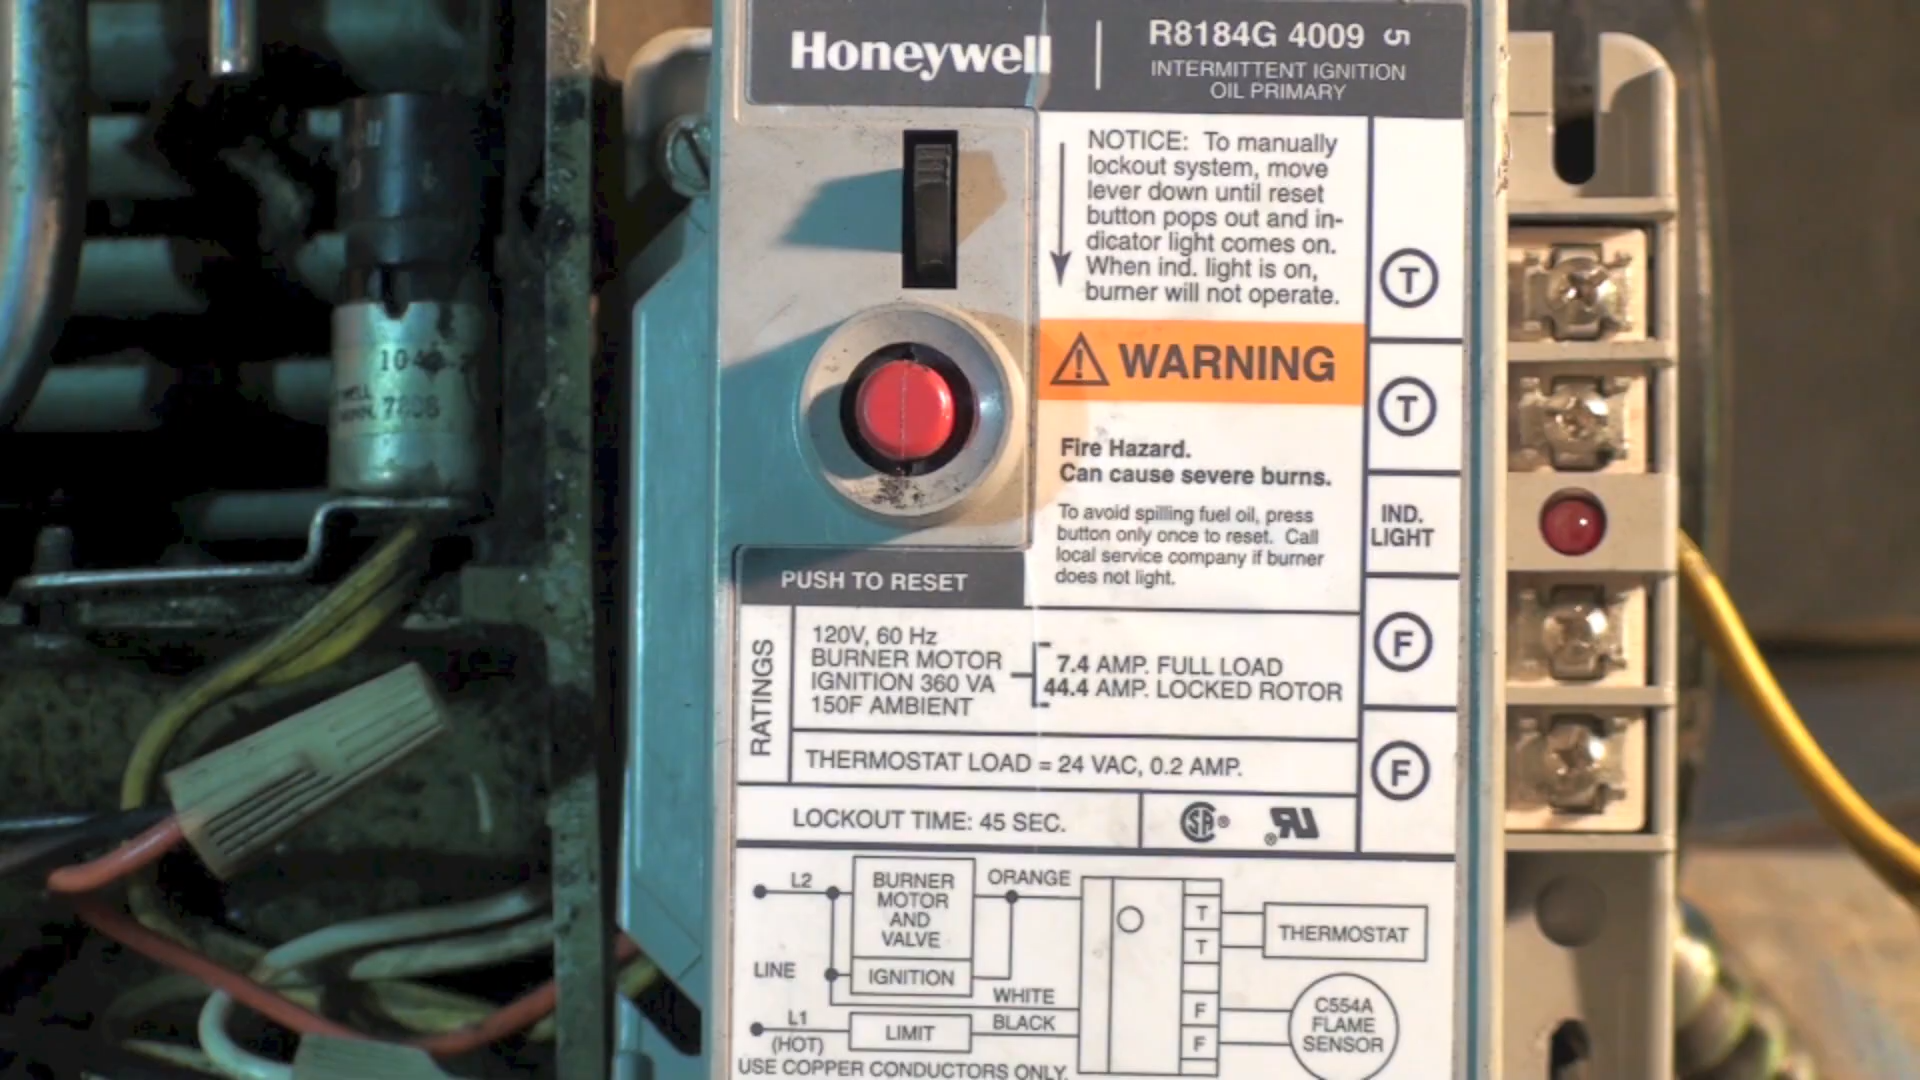 Honeywell
R8184G 4009 5
INTERMITTENT IGNITION
OIL PRIMARY
NOTICE: To manually
lockout system, move
lever down until reset
button pops out and in-
dicator light comes on.
When ind. light is on,
burner will not operate.
WARNING
Fire Hazard.
Can cause severe burns.
To avoid spilling fuel oil, press
button only once to reset. Call
local service company if burner
does not light.
T
T
IND.
LIGHT
F
F
PUSH TO RESET
RATINGS
120V, 60 Hz
BURNER MOTOR
IGNITION 360 VA
150F AMBIENT
7.4 AMP. FULL LOAD
44.4 AMP. LOCKED ROTOR
THERMOSTAT LOAD = 24 VAC, 0.2 AMP.
LOCKOUT TIME: 45 SEC.
L2
BURNER
MOTOR
AND
VALVE
ORANGE
T
T
THERMOSTAT
LINE
IGNITION
WHITE
F
F
C554A
FLAME
SENSOR
L1
(HOT)
LIMIT
BLACK
USE COPPER CONDUCTORS ONLY.